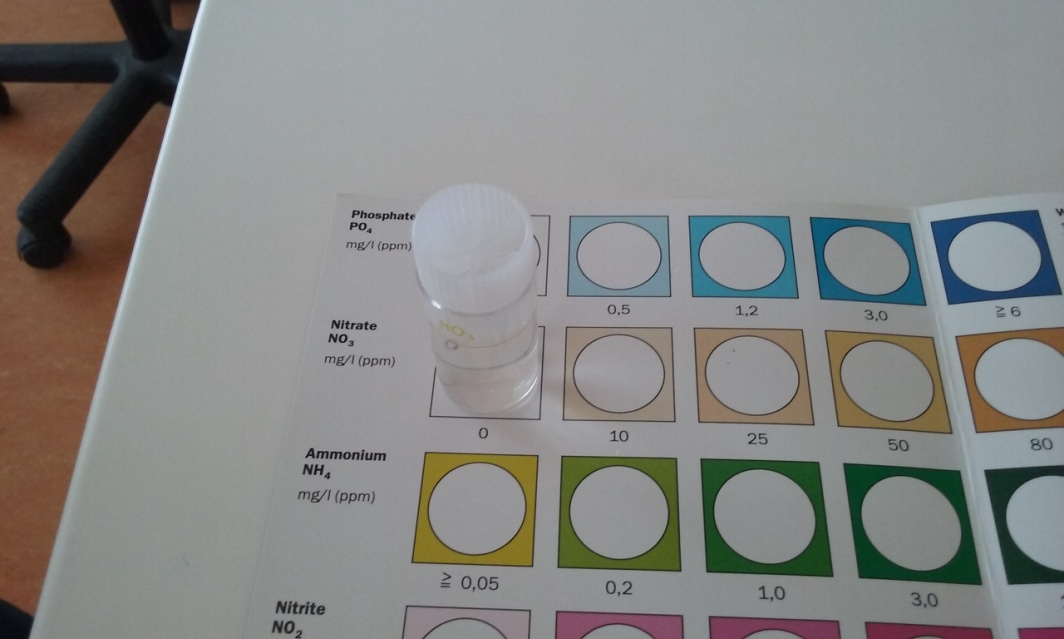 Phosphate
PO₄
mg/l (ppm)
0,5
1,2
3,0
≧ 6
Nitrate
NO₃
mg/l (ppm)
NO₃
0
10
25
50
80
Ammonium
NH₄
mg/l (ppm)
≧ 0,05
0,2
1,0
3,0
Nitrite
NO₂